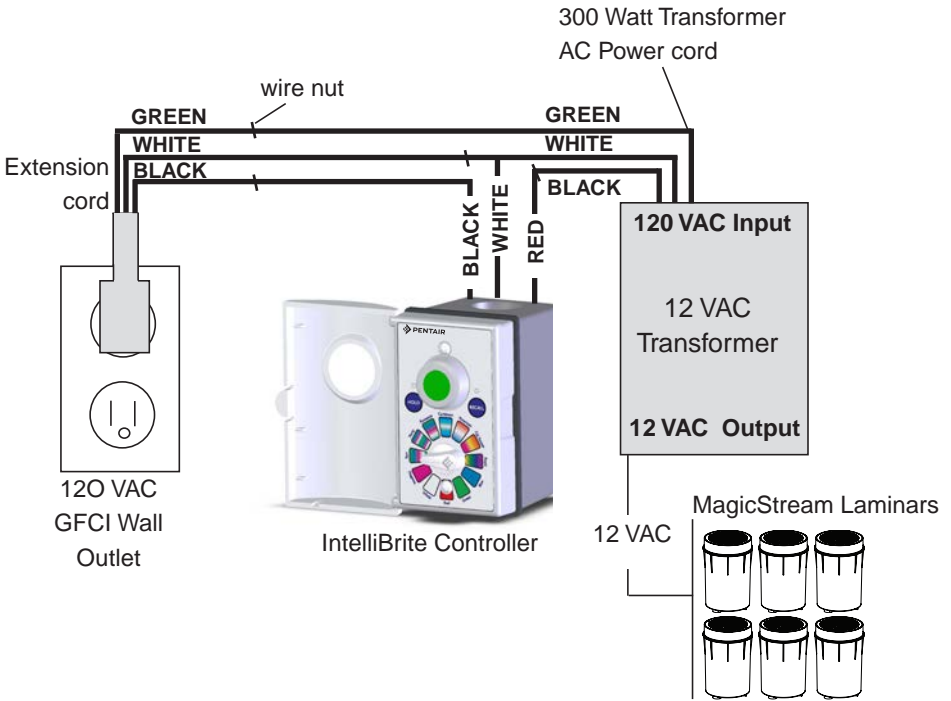 300 Watt Transformer
AC Power cord
wire nut
GREEN
GREEN
WHITE
WHITE
Extension
cord
BLACK
BLACK
BLACK
WHITE
RED
120 VAC Input
12 VAC
Transformer
12 VAC Output
PENTAIR
HOLD
RECALL
12O VAC
GFCI Wall
Outlet
IntelliBrite Controller
12 VAC
MagicStream Laminars